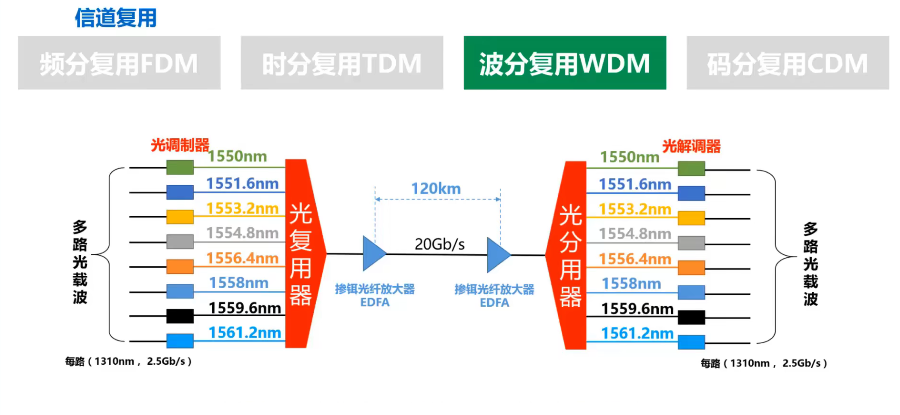 信道复用
频分复用FDM
时分复用TDM
波分复用WDM
码分复用CDM
光调制器
光解调器
1550nm
1551.6nm
1553.2nm
1554.8nm
1556.4nm
1558nm
1559.6nm
1561.2nm
多路光载波
光复用器
120km
20Gb/s
掺铒光纤放大器
EDFA
掺铒光纤放大器
EDFA
光分用器
1550nm
1551.6nm
1553.2nm
1554.8nm
1556.4nm
1558nm
1559.6nm
1561.2nm
多路光载波
每路（1310nm，2.5Gb/s）
每路（1310nm，2.5Gb/s）